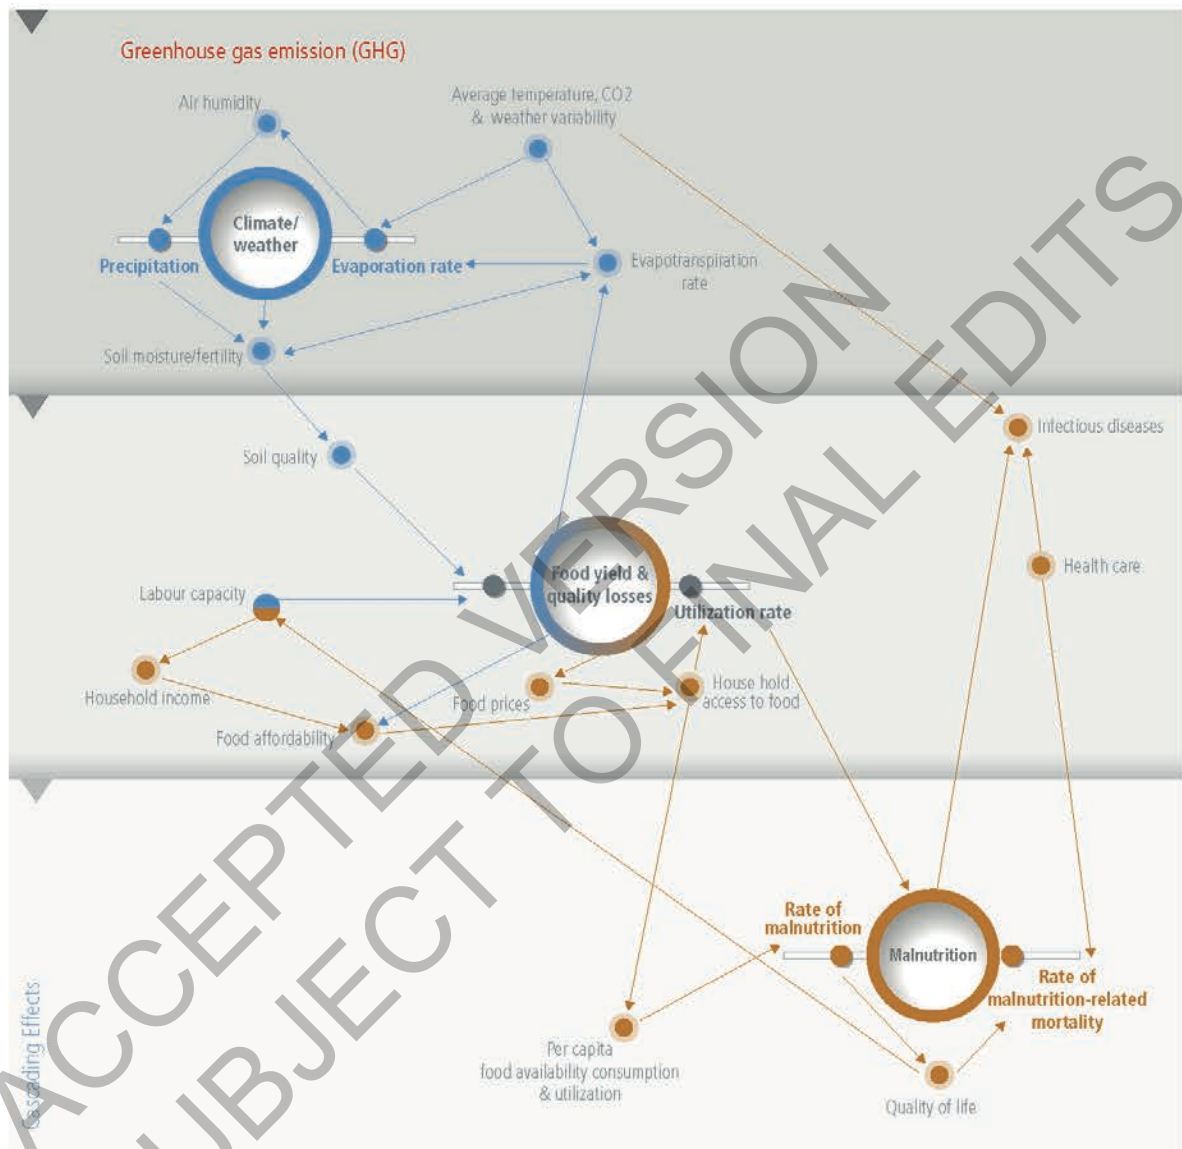 Greenhouse gas emission (GHG)
Air humidity
Average temperature, CO2
& weather variability
Climate/
weather
Precipitation
Evaporation rate
Evapotranspiration
rate
Soil moisture/fertility
Infectious diseases
Soil quality
Health care
Labour capacity
Food yield &
quality losses
Utilization rate
Household income
Food prices
House hold
access to food
Food affordability
Rate of
malnutrition
Malnutrition
Rate of
malnutrition-related
mortality
Per capita
food availability consumption
& utilization
Quality of life
Cascading Effects
ACCEPTED VERSION
SUBJECT TO FINAL EDITS